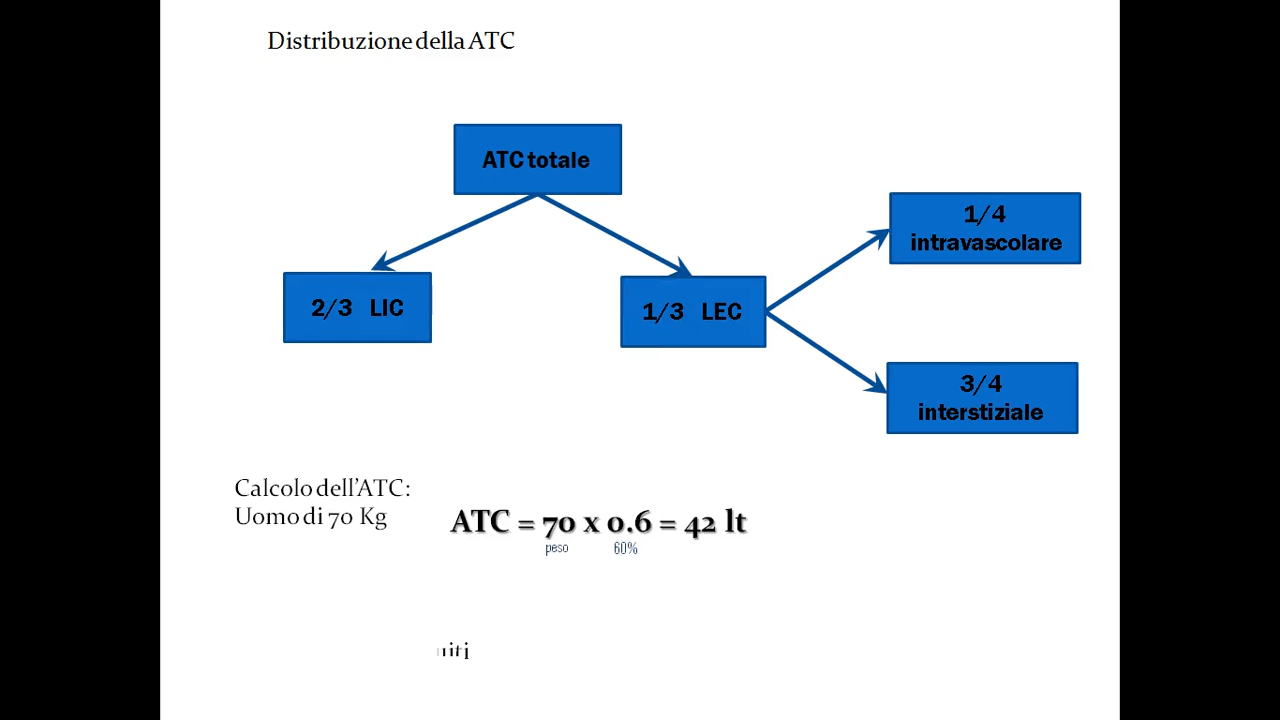 Distribuzione della ATC
ATC totale
1/4
intravascolare
2/3 LIC
1/3 LEC
3/4
interstiziale
Calcolo dell'ATC:
Uomo di 70 Kg
ATC = 70 x 0.6 = 42 lt
peso 60%